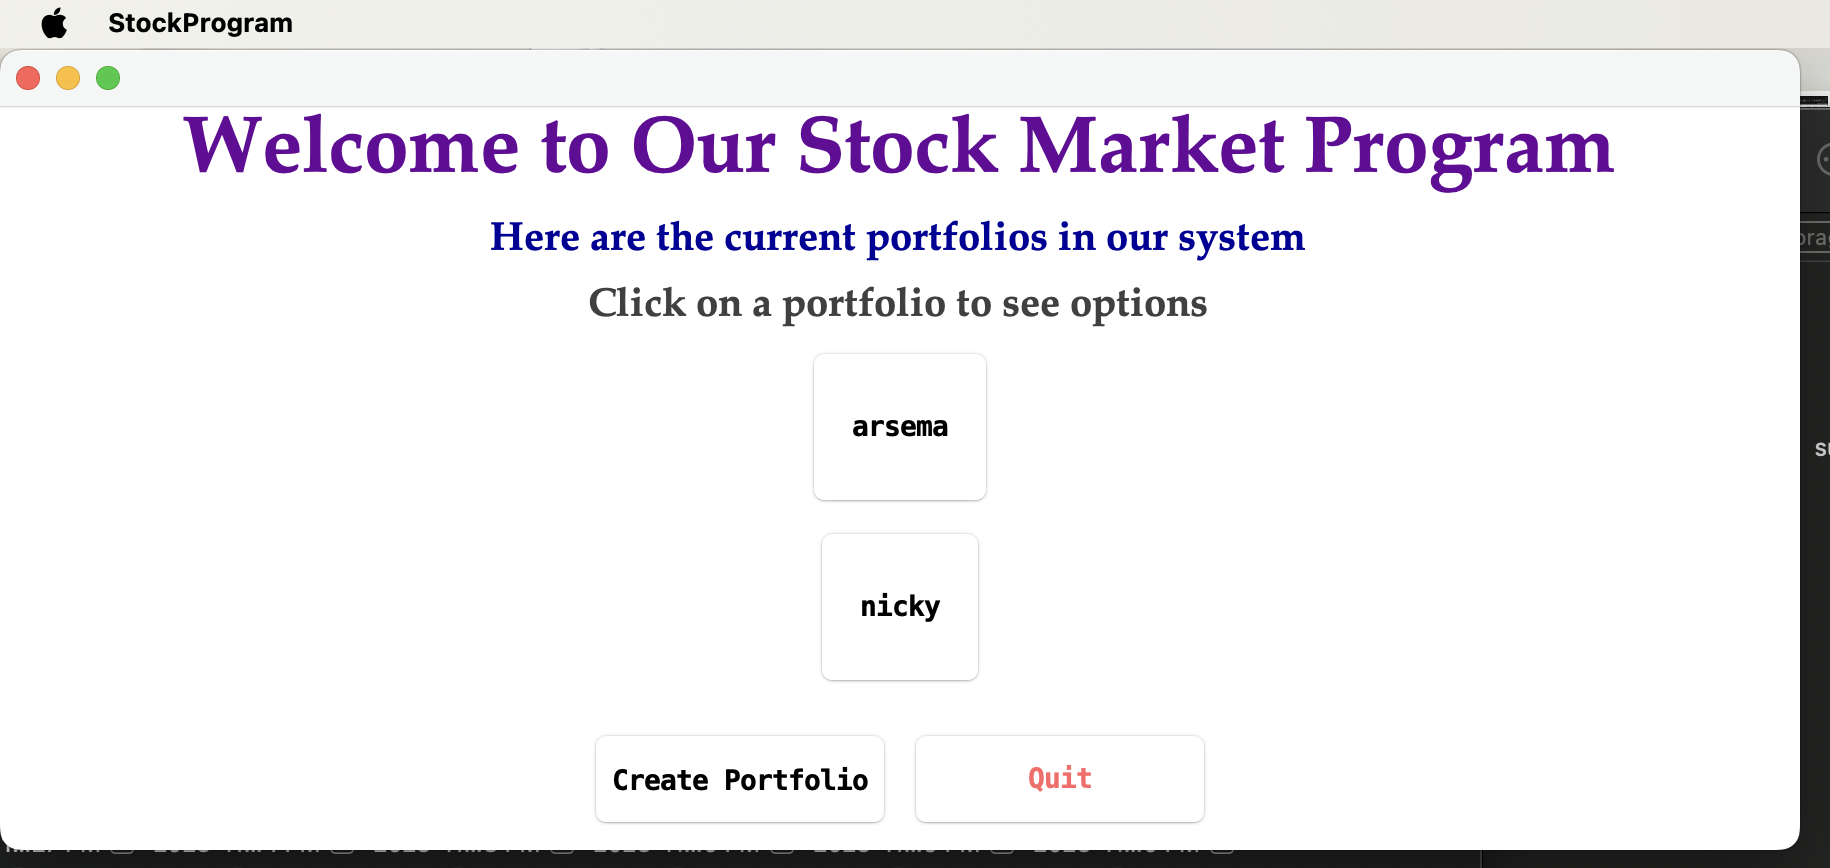 StockProgram
Welcome to Our Stock Market Program
Here are the current portfolios in our system
Click on a portfolio to see options
arsema
nicky
Create Portfolio
Quit